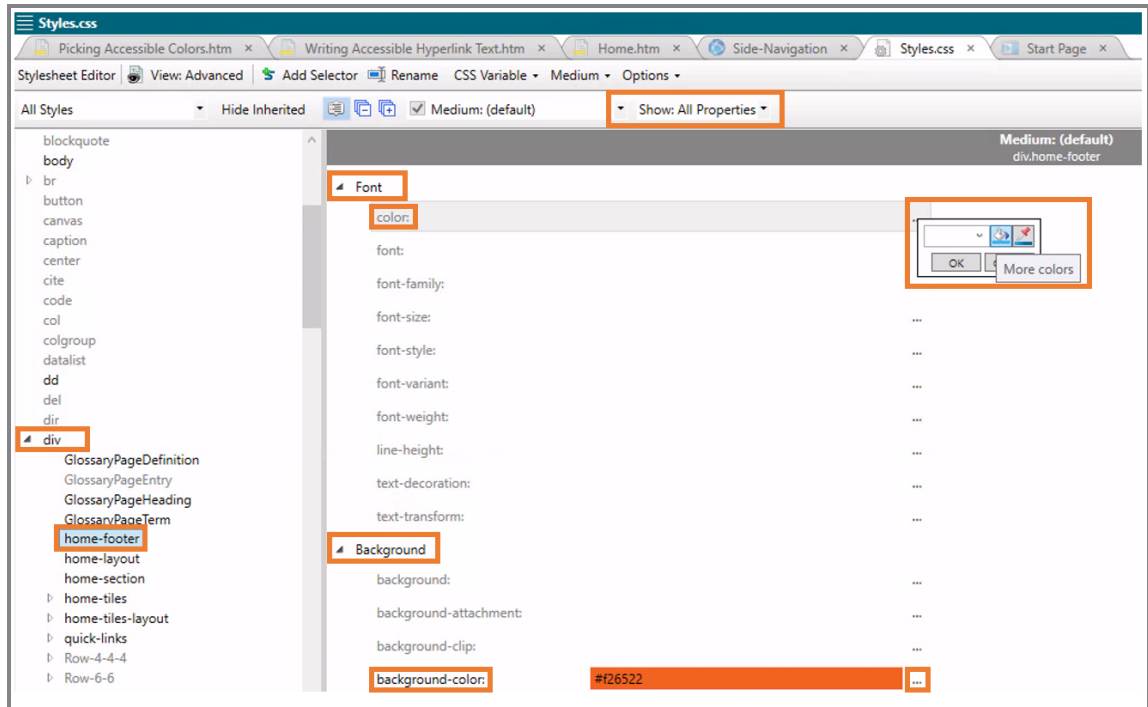 Styles.css
Picking Accessible Colors.htm × Writing Accessible Hyperlink Text.htm × Home.htm × Side-Navigation × Styles.css × Start Page ×
Stylesheet Editor View: Advanced Add Selector Rename CSS Variable Medium Options
All Styles Hide Inherited Medium: (default) Show: All Properties
Medium: (default)
div.home-footer
blockquote
body
br
button
canvas
caption
center
cite
code
col
colgroup
datalist
dd
del
dir
div
GlossaryPageDefinition
GlossaryPageEntry
GlossaryPageHeading
GlossaryPageTerm
home-footer
home-layout
home-section
home-tiles
home-tiles-layout
quick-links
Row-4-4-4
Row-6-6
Font
color: ...
OK
More colors
font:
font-family:
font-size: ...
font-style: ...
font-variant: ...
font-weight: ...
line-height: ...
text-decoration: ...
text-transform: ...
Background
background: ...
background-attachment: ...
background-clip: ...
background-color: #f26522 ...